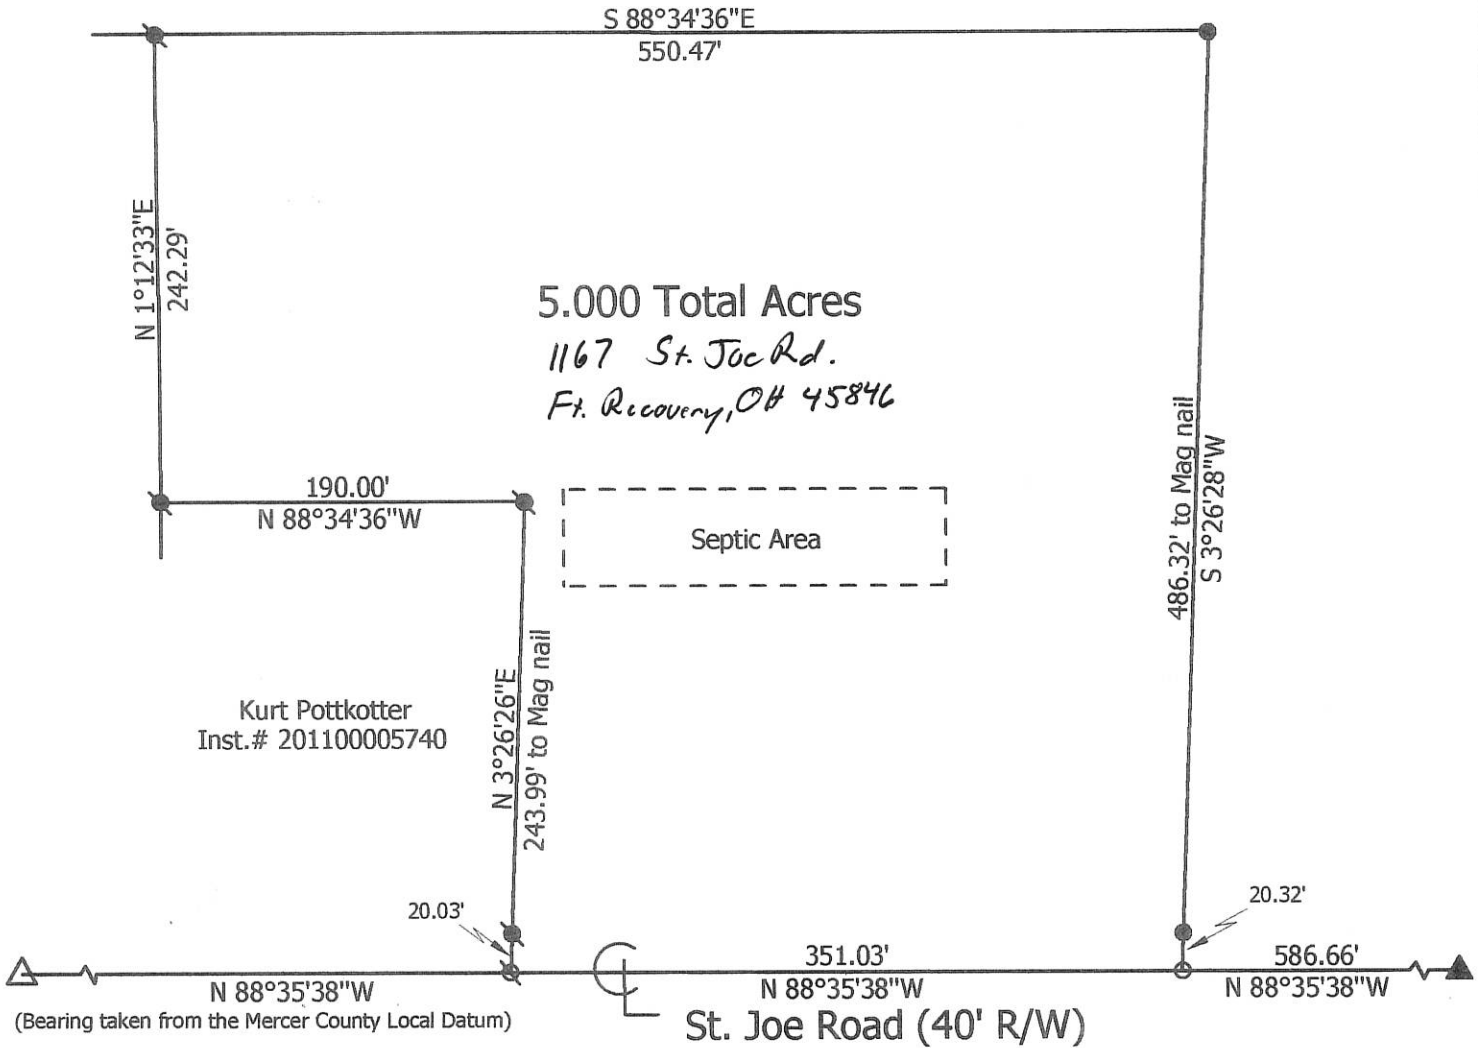 S 88°34'36"E
550.47'
N 1°12'33"E
242.29'
5.000 Total Acres
1167 St. Joe Rd.
Ft. Recovery, OH 45846
190.00'
N 88°34'36"W
Septic Area
486.32' to Mag nail
S 3°26'28"W
Kurt Pottkotter
Inst.# 201100005740
N 3°26'26"E
243.99' to Mag nail
20.03'
20.32'
351.03'
586.66'
N 88°35'38"W
N 88°35'38"W
N 88°35'38"W
(Bearing taken from the Mercer County Local Datum)
St. Joe Road (40' R/W)